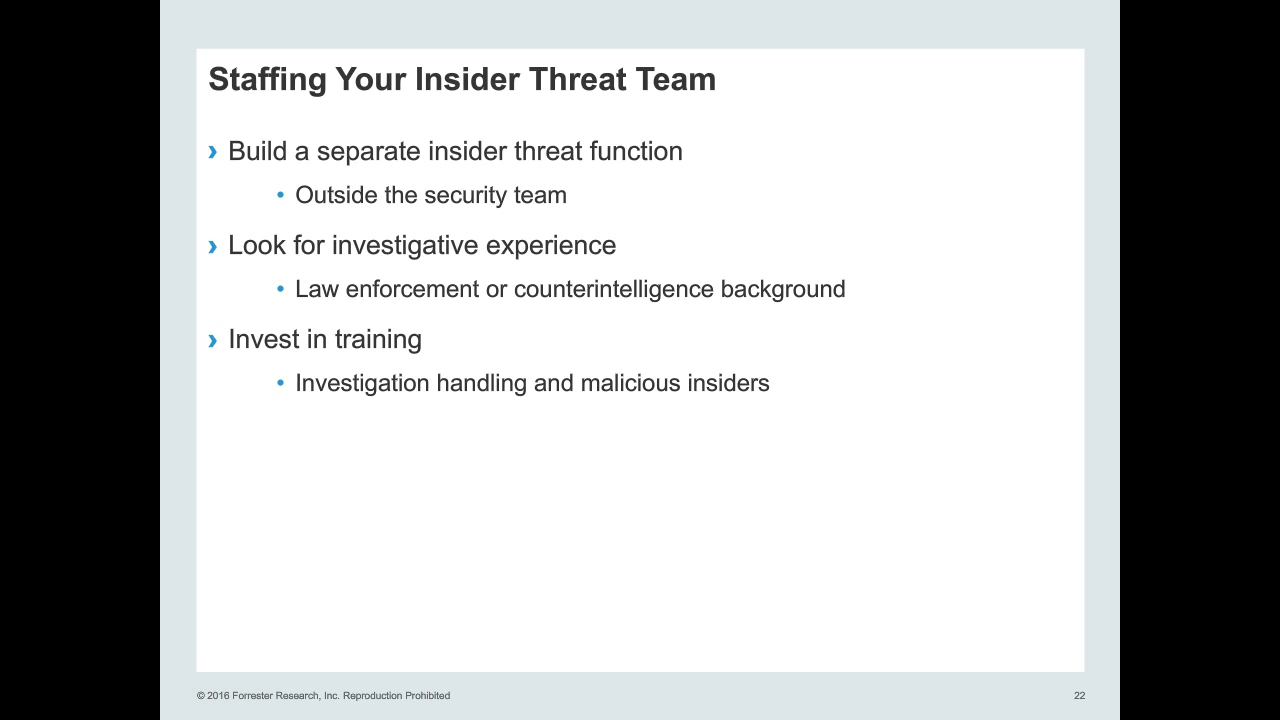 Staffing Your Insider Threat Team
› Build a separate insider threat function
• Outside the security team
› Look for investigative experience
• Law enforcement or counterintelligence background
› Invest in training
• Investigation handling and malicious insiders
© 2016 Forrester Research, Inc. Reproduction Prohibited
22